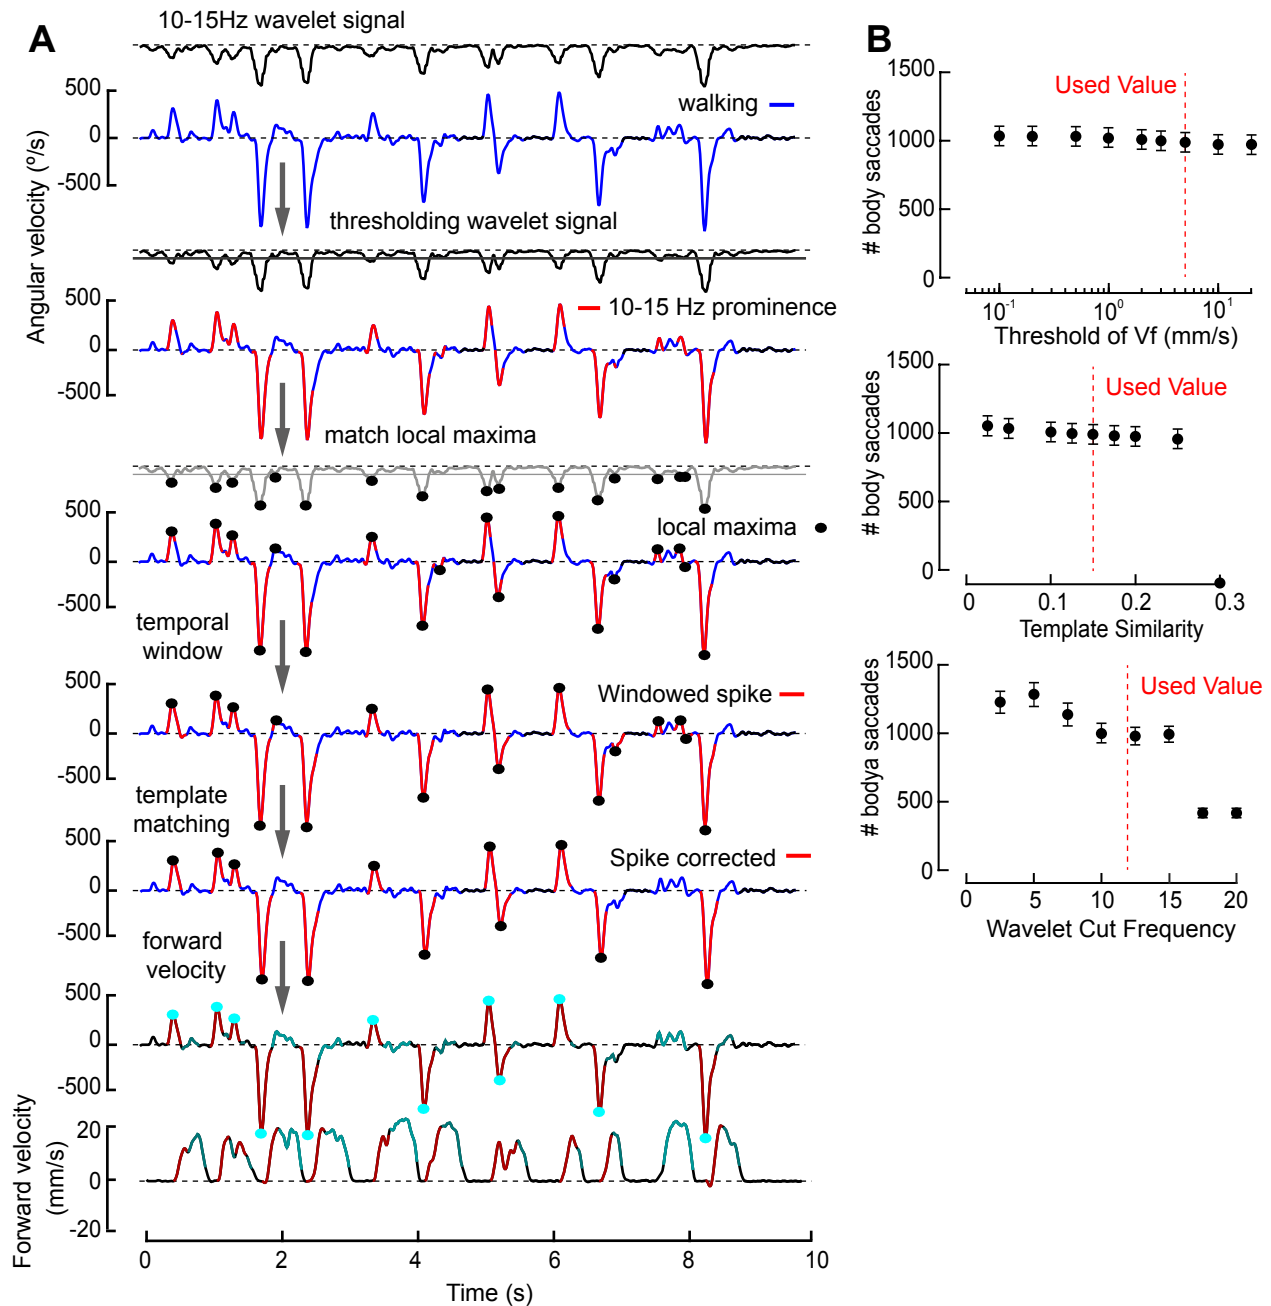 A
10-15Hz wavelet signal
500
0
-500
walking
Angular velocity (º/s)
thresholding wavelet signal
500
0
-500
10-15 Hz prominence
match local maxima
500
0
-500
local maxima
temporal
window
500
0
-500
Windowed spike
template
matching
500
0
-500
Spike corrected
forward
velocity
500
0
-500
Forward velocity
(mm/s)
20
0
-20
0 2 4 6 8 10
Time (s)
B
# body saccades
1500
1000
500
0
Used Value
10⁻¹ 10⁰ 10¹
Threshold of Vf (mm/s)
# body saccades
1500
1000
500
0
Used Value
0 0.1 0.2 0.3
Template Similarity
# bodya saccades
1500
1000
500
0
Used Value
0 5 10 15 20
Wavelet Cut Frequency